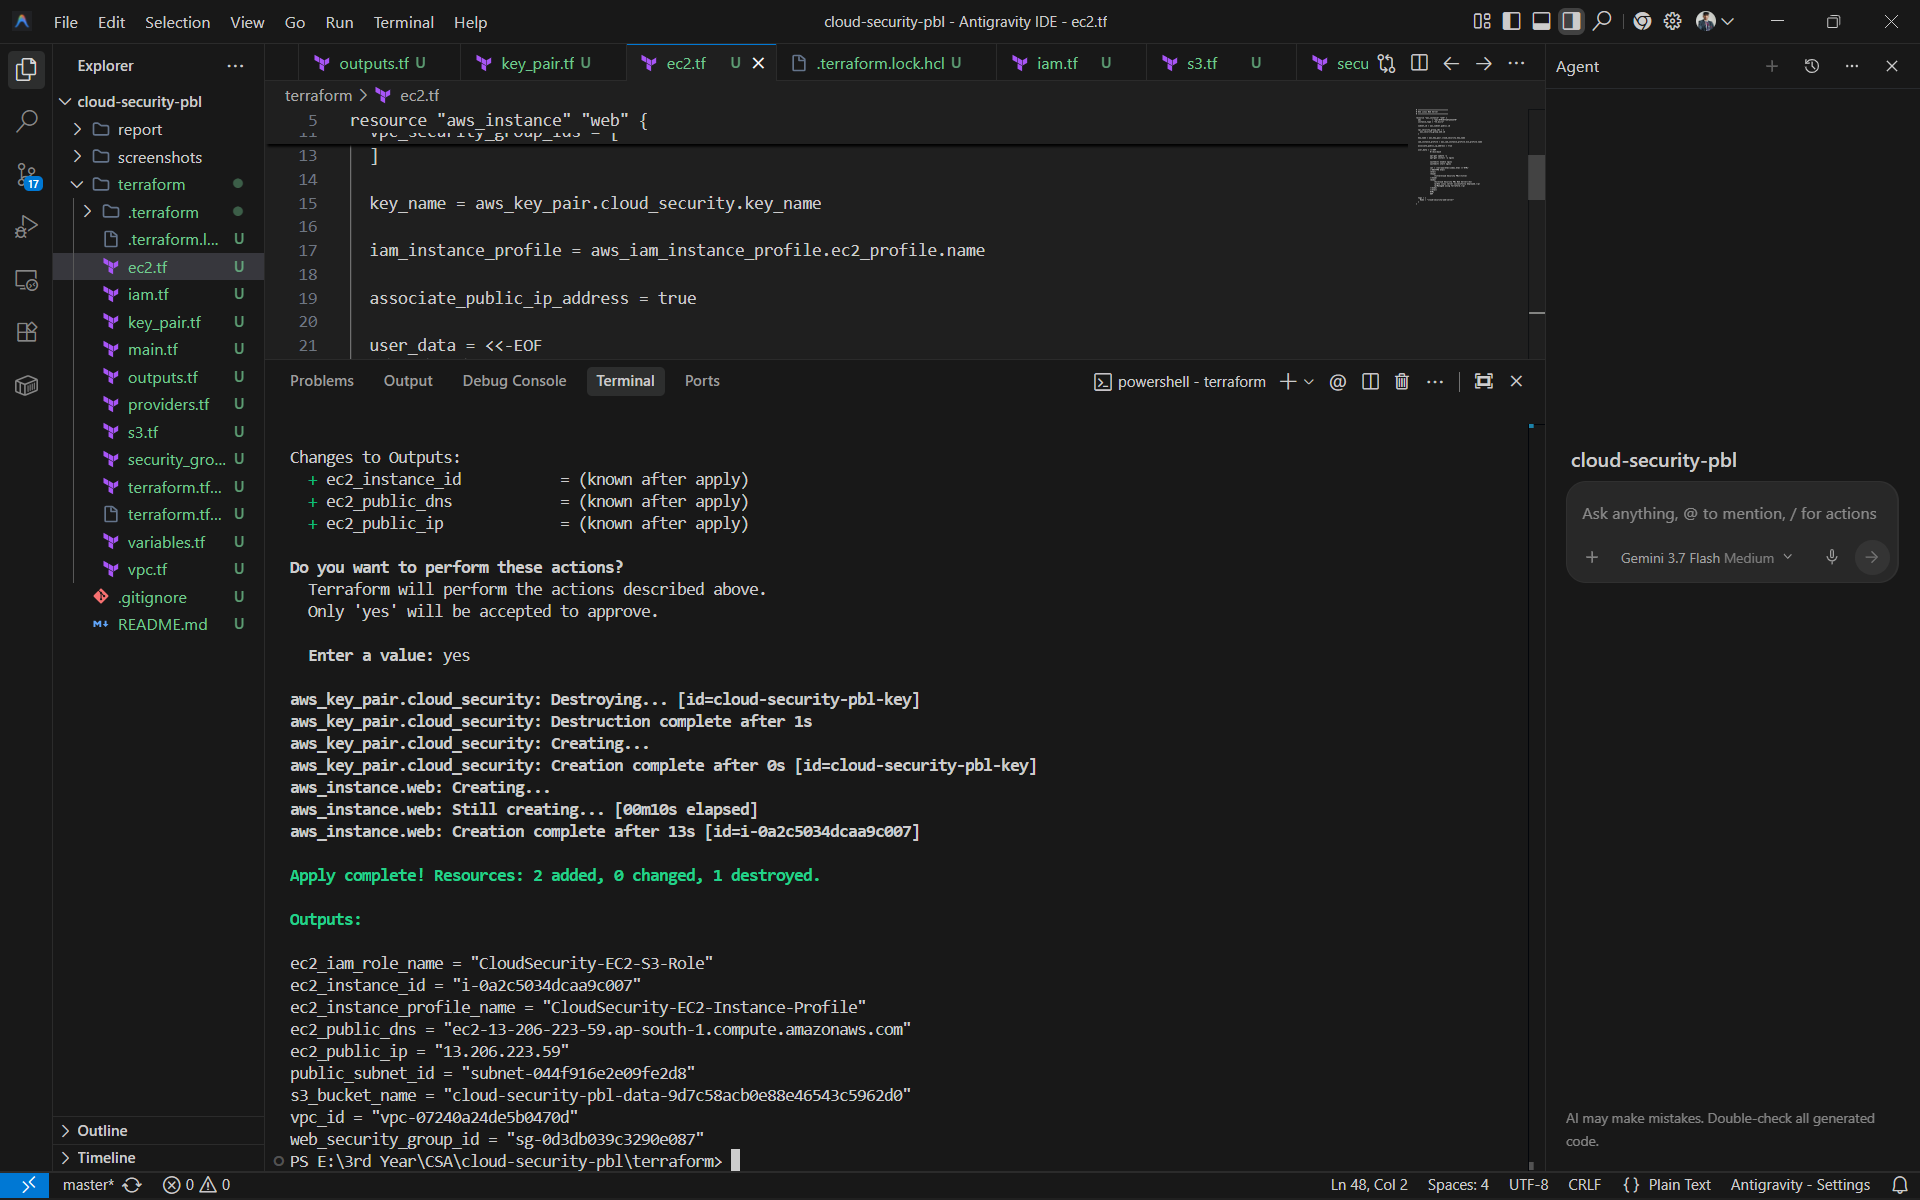 File Edit Selection View Go Run Terminal Help
cloud-security-pbl - Antigravity IDE - ec2.tf
Explorer
cloud-security-pbl
report
screenshots
terraform
.terraform
.terraform.l... U
ec2.tf U
iam.tf U
key_pair.tf U
main.tf U
outputs.tf U
providers.tf U
s3.tf U
security_gro... U
terraform.tf... U
terraform.tf... U
variables.tf U
vpc.tf U
.gitignore U
README.md U
17
Outline
Timeline
outputs.tf U
key_pair.tf U
ec2.tf U
.terraform.lock.hcl U
iam.tf U
s3.tf U
secu
terraform > ec2.tf
5 resource "aws_instance" "web" {
11 vpc_security_group_ids = [
13 ]
14
15 key_name = aws_key_pair.cloud_security.key_name
16
17 iam_instance_profile = aws_iam_instance_profile.ec2_profile.name
18
19 associate_public_ip_address = true
20
21 user_data = <<-EOF
Problems Output Debug Console Terminal Ports
powershell - terraform
Changes to Outputs:
+ ec2_instance_id = (known after apply)
+ ec2_public_dns = (known after apply)
+ ec2_public_ip = (known after apply)
Do you want to perform these actions?
Terraform will perform the actions described above.
Only 'yes' will be accepted to approve.
Enter a value: yes
aws_key_pair.cloud_security: Destroying... [id=cloud-security-pbl-key]
aws_key_pair.cloud_security: Destruction complete after 1s
aws_key_pair.cloud_security: Creating...
aws_key_pair.cloud_security: Creation complete after 0s [id=cloud-security-pbl-key]
aws_instance.web: Creating...
aws_instance.web: Still creating... [00m10s elapsed]
aws_instance.web: Creation complete after 13s [id=i-0a2c5034dcaa9c007]
Apply complete! Resources: 2 added, 0 changed, 1 destroyed.
Outputs:
ec2_iam_role_name = "CloudSecurity-EC2-S3-Role"
ec2_instance_id = "i-0a2c5034dcaa9c007"
ec2_instance_profile_name = "CloudSecurity-EC2-Instance-Profile"
ec2_public_dns = "ec2-13-206-223-59.ap-south-1.compute.amazonaws.com"
ec2_public_ip = "13.206.223.59"
public_subnet_id = "subnet-044f916e2e09fe2d8"
s3_bucket_name = "cloud-security-pbl-data-9d7c58acb0e88e46543c5962d0"
vpc_id = "vpc-07240a24de5b0470d"
web_security_group_id = "sg-0d3db039c3290e087"
PS E:\3rd Year\CSA\cloud-security-pbl\terraform>
Agent
cloud-security-pbl
Ask anything, @ to mention, / for actions
Gemini 3.7 Flash Medium
AI may make mistakes. Double-check all generated
code.
master* 0 0
Ln 48, Col 2 Spaces: 4 UTF-8 CRLF {} Plain Text Antigravity - Settings